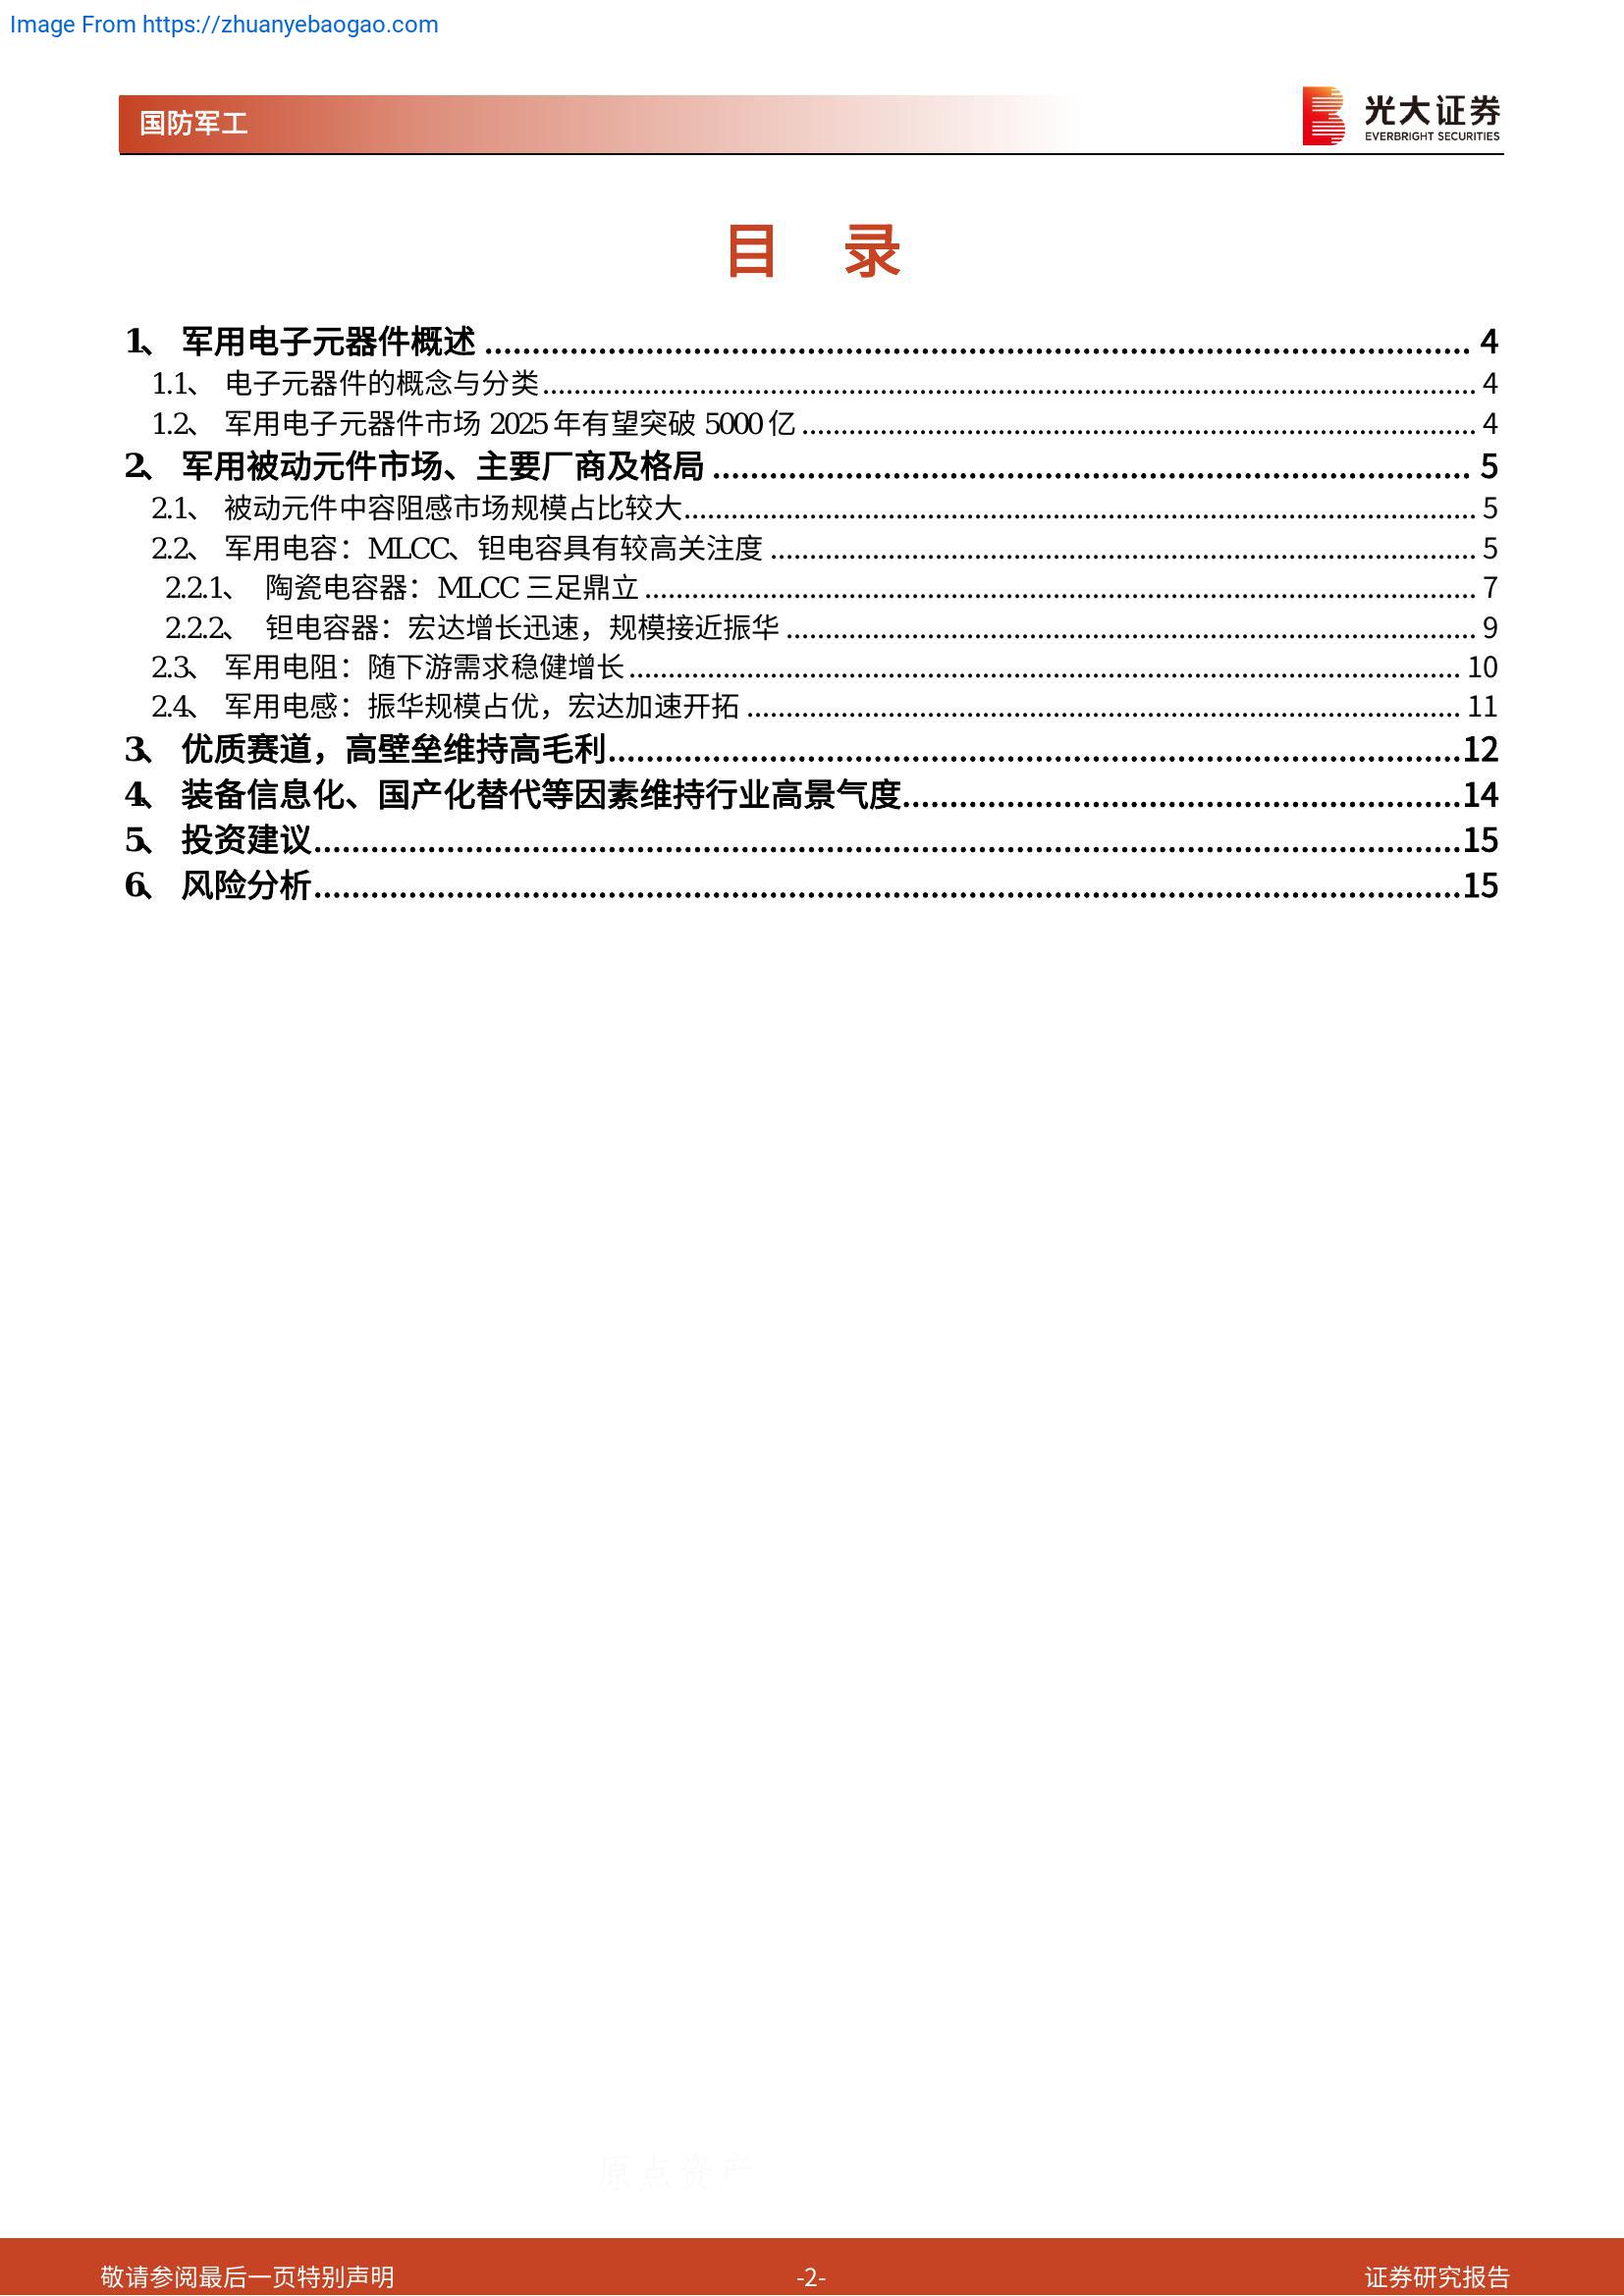 Image From https://zhuanyebaogao.com
国防军工
光大证券
EVERBRIGHT SECURITIES
目 录
1、 军用电子元器件概述 ........ 4
1.1、 电子元器件的概念与分类 ........ 4
1.2、 军用电子元器件市场 2025 年有望突破 5000 亿 ........ 4
2、 军用被动元件市场、主要厂商及格局 ........ 5
2.1、 被动元件中容阻感市场规模占比较大 ........ 5
2.2、 军用电容：MLCC、钽电容具有较高关注度 ........ 5
2.2.1、 陶瓷电容器：MLCC 三足鼎立 ........ 7
2.2.2、 钽电容器：宏达增长迅速，规模接近振华 ........ 9
2.3、 军用电阻：随下游需求稳健增长 ........ 10
2.4、 军用电感：振华规模占优，宏达加速开拓 ........ 11
3、 优质赛道，高壁垒维持高毛利 ........ 12
4、 装备信息化、国产化替代等因素维持行业高景气度 ........ 14
5、 投资建议 ........ 15
6、 风险分析 ........ 15
原点资产
敬请参阅最后一页特别声明
-2-
证券研究报告